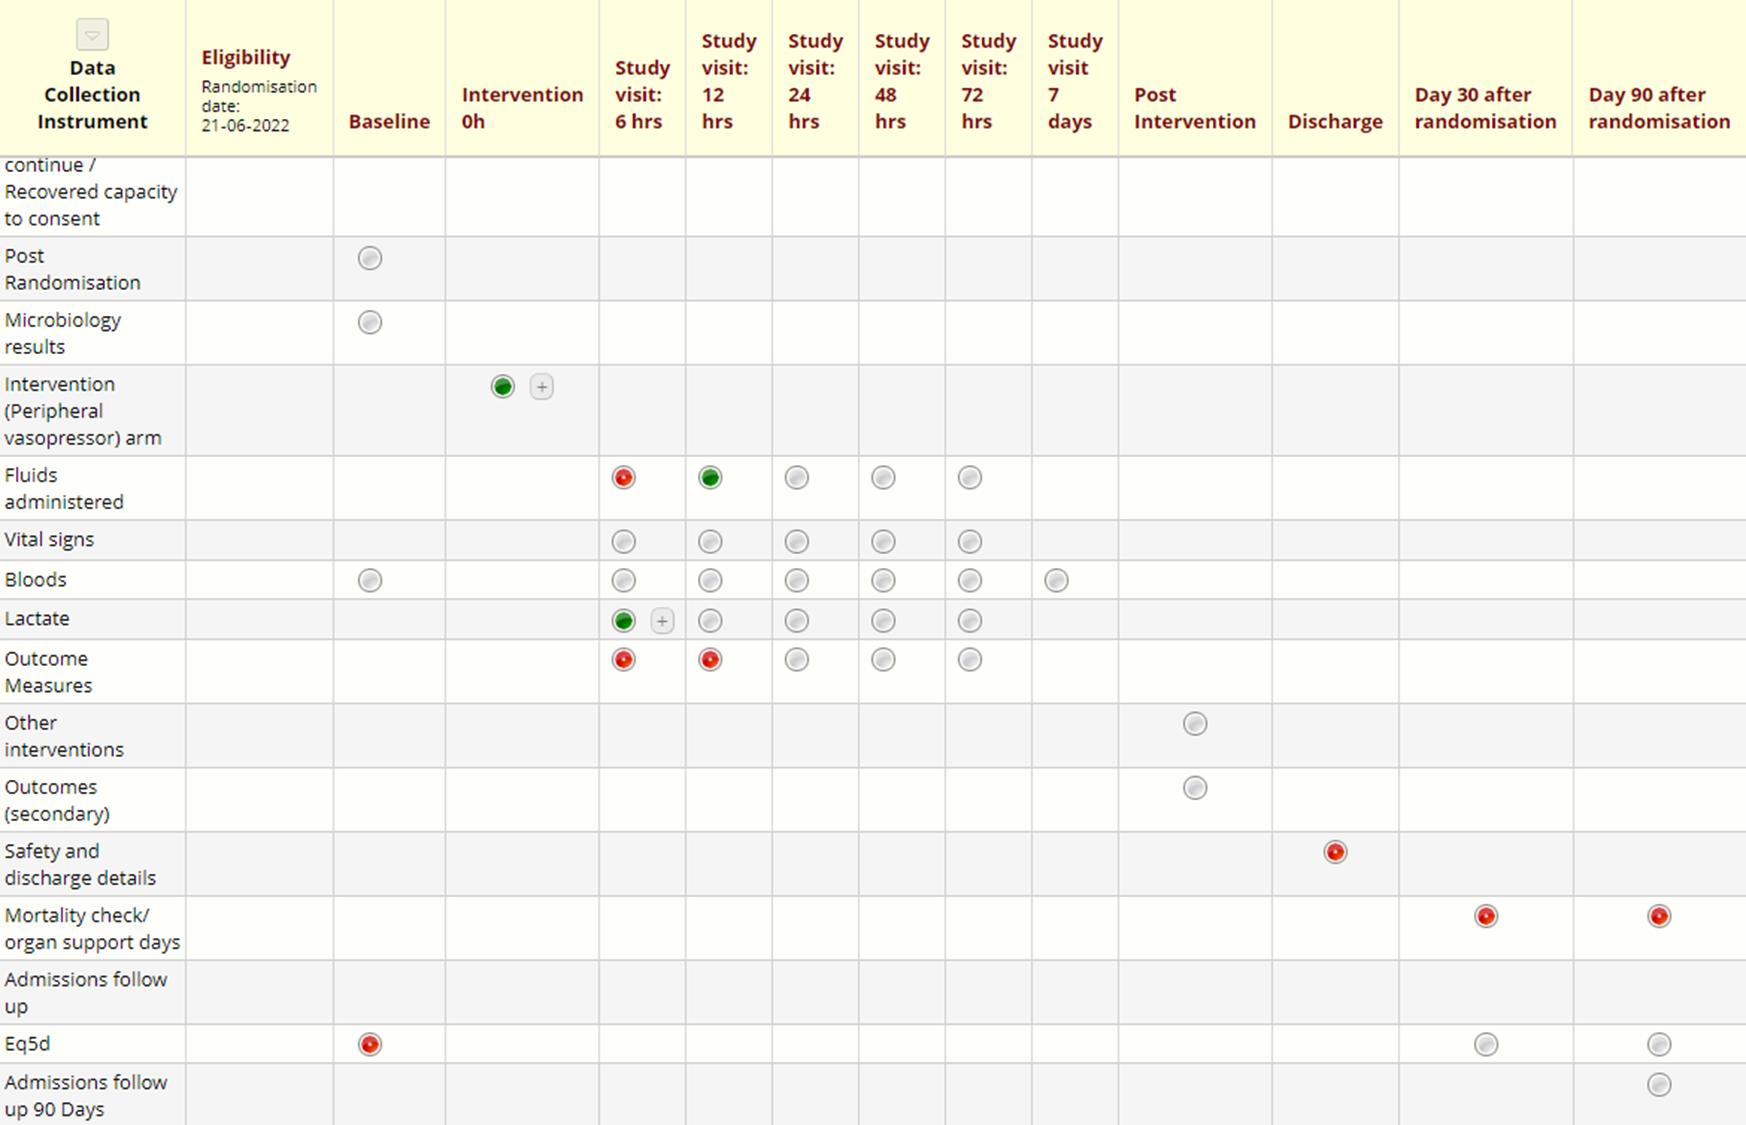 Data
Collection
Instrument
Eligibility
Randomisation
date:
21-06-2022
Baseline
Intervention
0h
Study
visit:
6 hrs
Study
visit:
12
hrs
Study
visit:
24
hrs
Study
visit:
48
hrs
Study
visit:
72
hrs
Study
visit
7
days
Post
Intervention
Discharge
Day 30 after
randomisation
Day 90 after
randomisation
continue /
Recovered capacity
to consent
Post
Randomisation
Microbiology
results
Intervention
(Peripheral
vasopressor) arm
+
Fluids
administered
Vital signs
Bloods
Lactate
+
Outcome
Measures
Other
interventions
Outcomes
(secondary)
Safety and
discharge details
Mortality check/
organ support days
Admissions follow
up
Eq5d
Admissions follow
up 90 Days